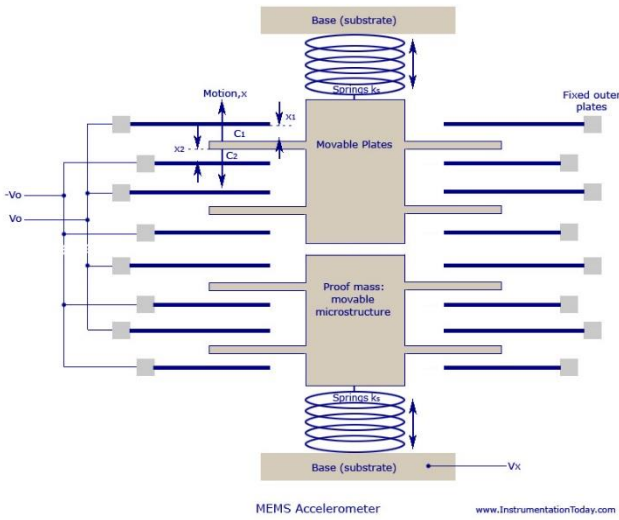 Base (substrate)
Springs ks
Motion,x
Fixed outer
plates
x1
C1
Movable Plates
x2
C2
-Vo
Vo
Proof mass:
movable
microstructure
Springs ks
Base (substrate)
Vx
MEMS Accelerometer
www.InstrumentationToday.com